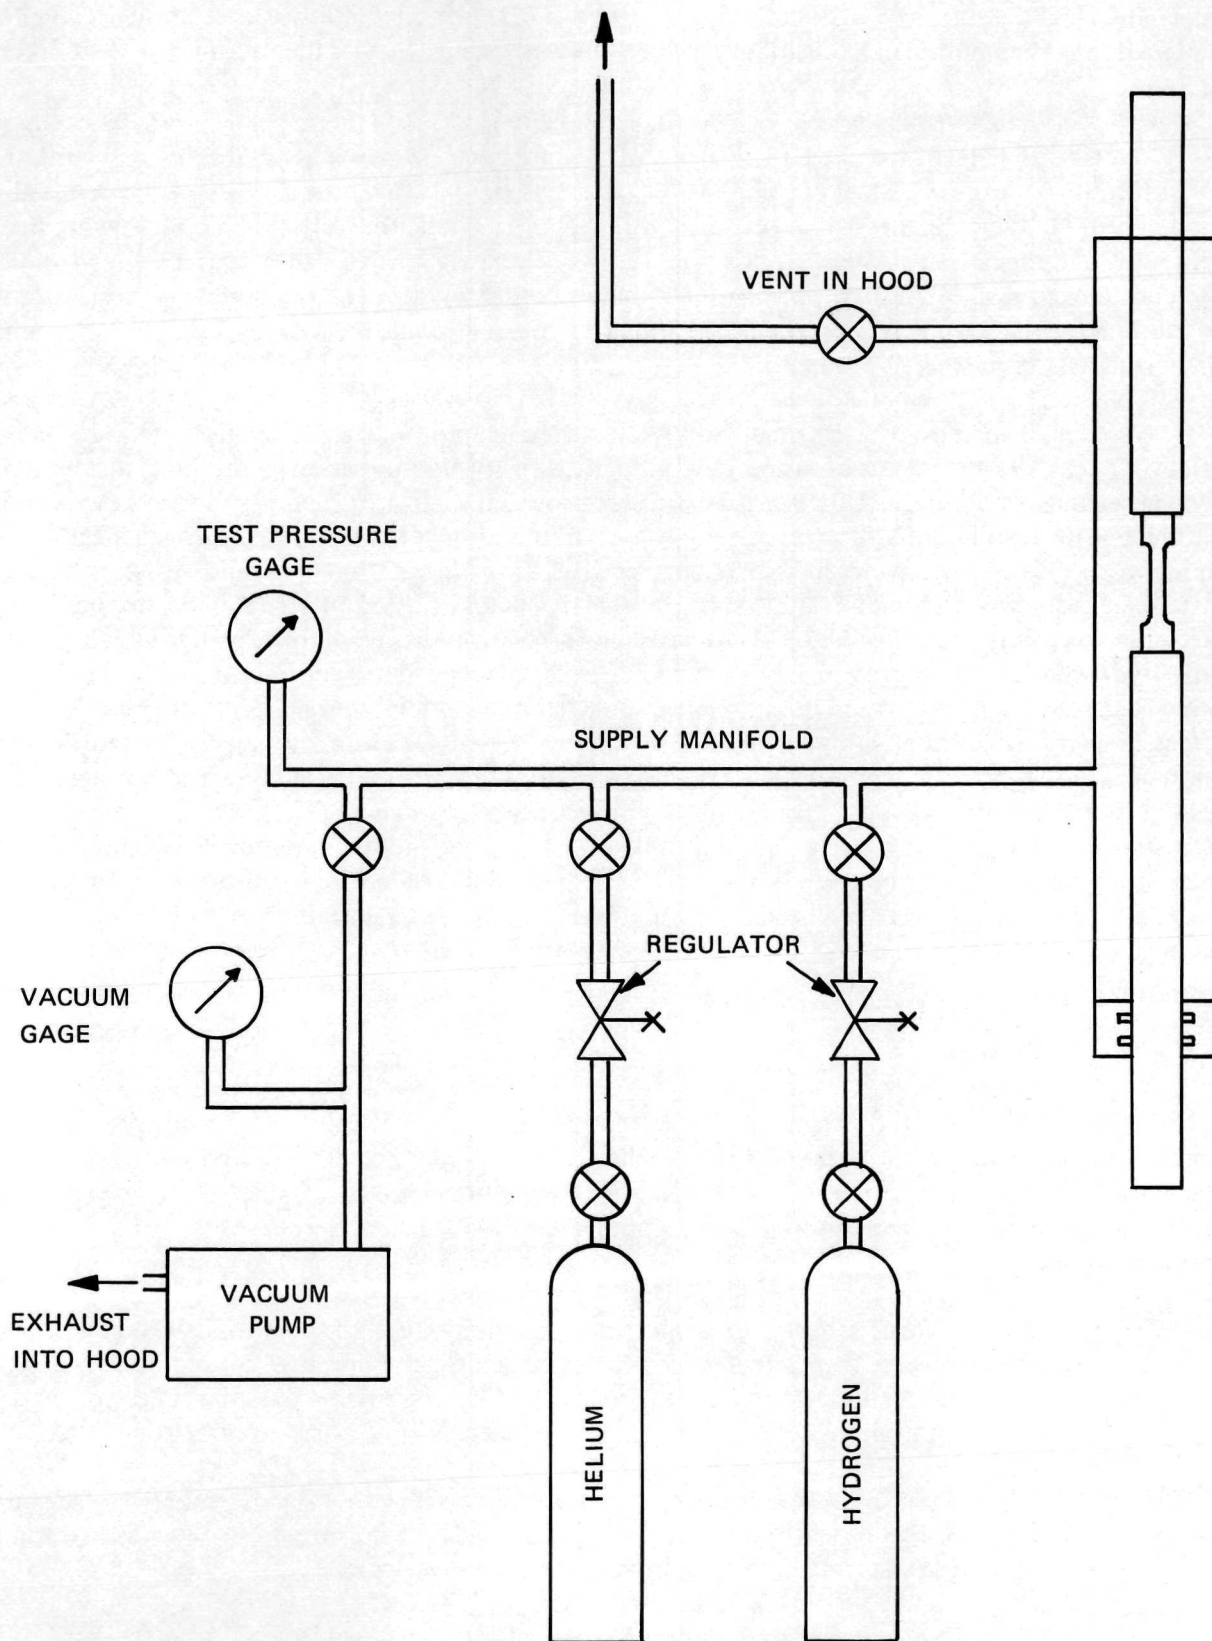 VENT IN HOOD
TEST PRESSURE
GAGE
SUPPLY MANIFOLD
REGULATOR
VACUUM
GAGE
VACUUM
PUMP
EXHAUST
INTO HOOD
HELIUM
HYDROGEN